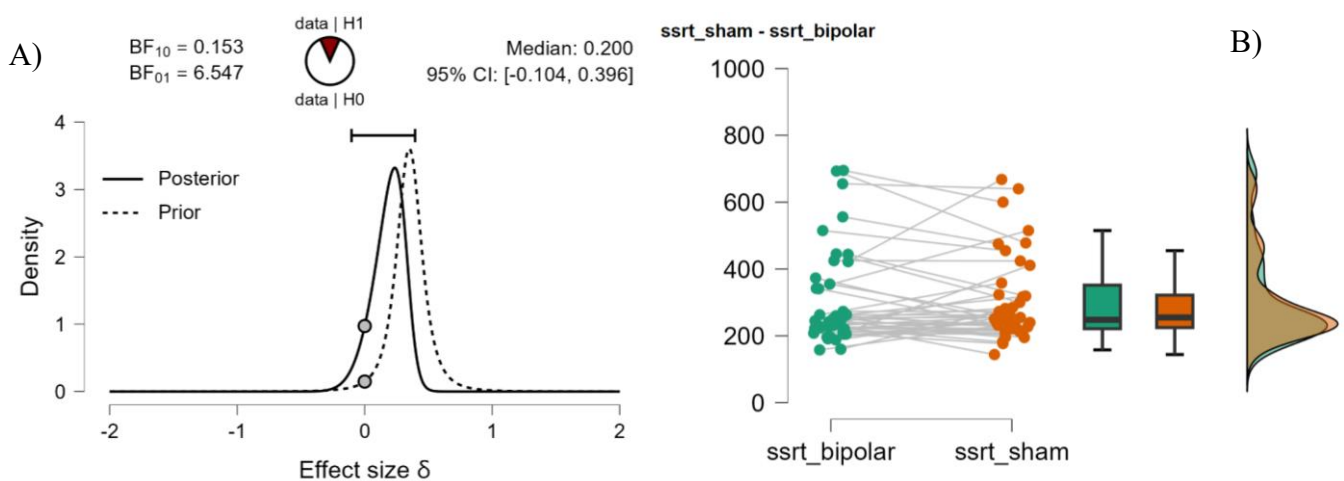 A)
BF10 = 0.153
BF01 = 6.547
data | H1
data | H0
Median: 0.200
95% CI: [-0.104, 0.396]
Posterior
Prior
Density
4
3
2
1
0
-2
-1
0
1
2
Effect size δ
ssrt_sham - ssrt_bipolar
B)
1000
800
600
400
200
0
ssrt_bipolar
ssrt_sham